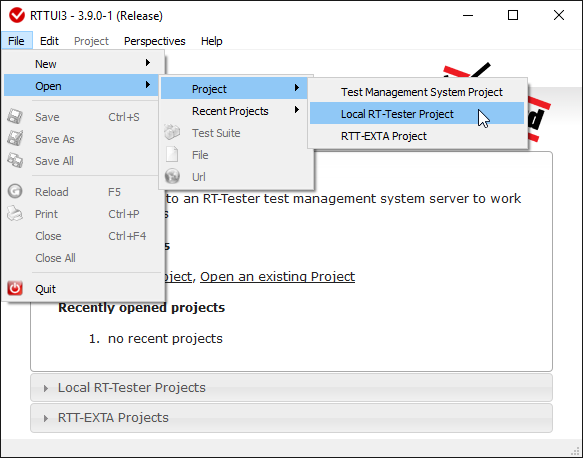 RTTUI3 - 3.9.0-1 (Release)
File Edit Project Perspectives Help
New
Open
Save Ctrl+S
Save As
Save All
Reload F5
Print Ctrl+P
Close Ctrl+F4
Close All
Quit
Project
Recent Projects
Test Suite
File
Url
Test Management System Project
Local RT-Tester Project
RTT-EXTA Project
to an RT-Tester test management system server to work
s
s
oject, Open an existing Project
Recently opened projects
1. no recent projects
Local RT-Tester Projects
RTT-EXTA Projects